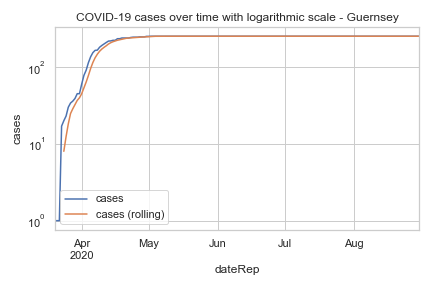 COVID-19 cases over time with logarithmic scale - Guernsey
cases
10²
10¹
10⁰
cases
cases (rolling)
Apr
2020
May
Jun
Jul
Aug
dateRep